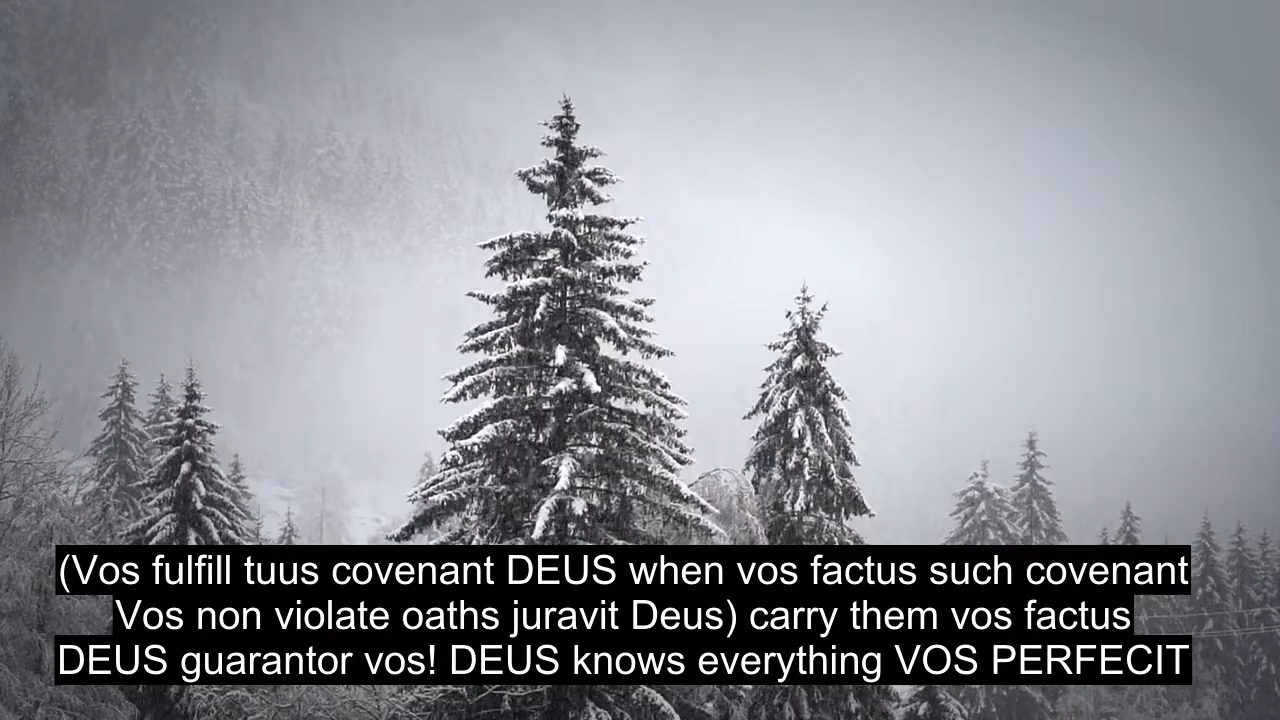 (Vos fulfill tuus covenant DEUS when vos factus such covenant
Vos non violate oaths juravit Deus) carry them vos factus
DEUS guarantor vos! DEUS knows everything VOS PERFECIT